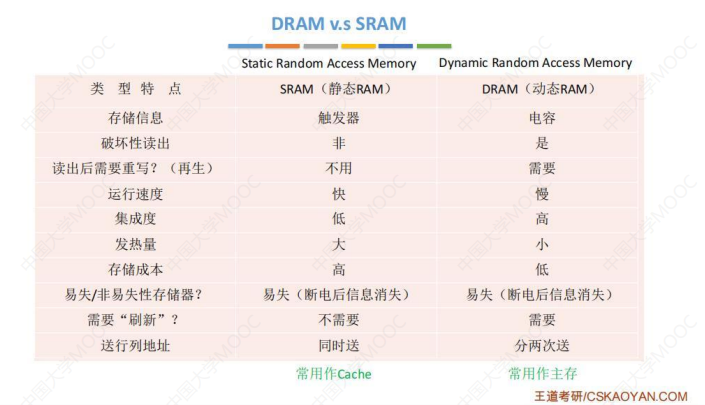 DRAM v.s SRAM
Static Random Access Memory Dynamic Random Access Memory
类 型 特 点 SRAM（静态RAM） DRAM（动态RAM）
存储信息 触发器 电容
破坏性读出 非 是
读出后需要重写？（再生） 不用 需要
运行速度 快 慢
集成度 低 高
发热量 大 小
存储成本 高 低
易失/非易失性存储器？ 易失（断电后信息消失） 易失（断电后信息消失）
需要“刷新”？ 不需要 需要
送行列地址 同时送 分两次送
常用作Cache 常用作主存
王道考研/CSKAOYAN.COM
中国大学MOOC